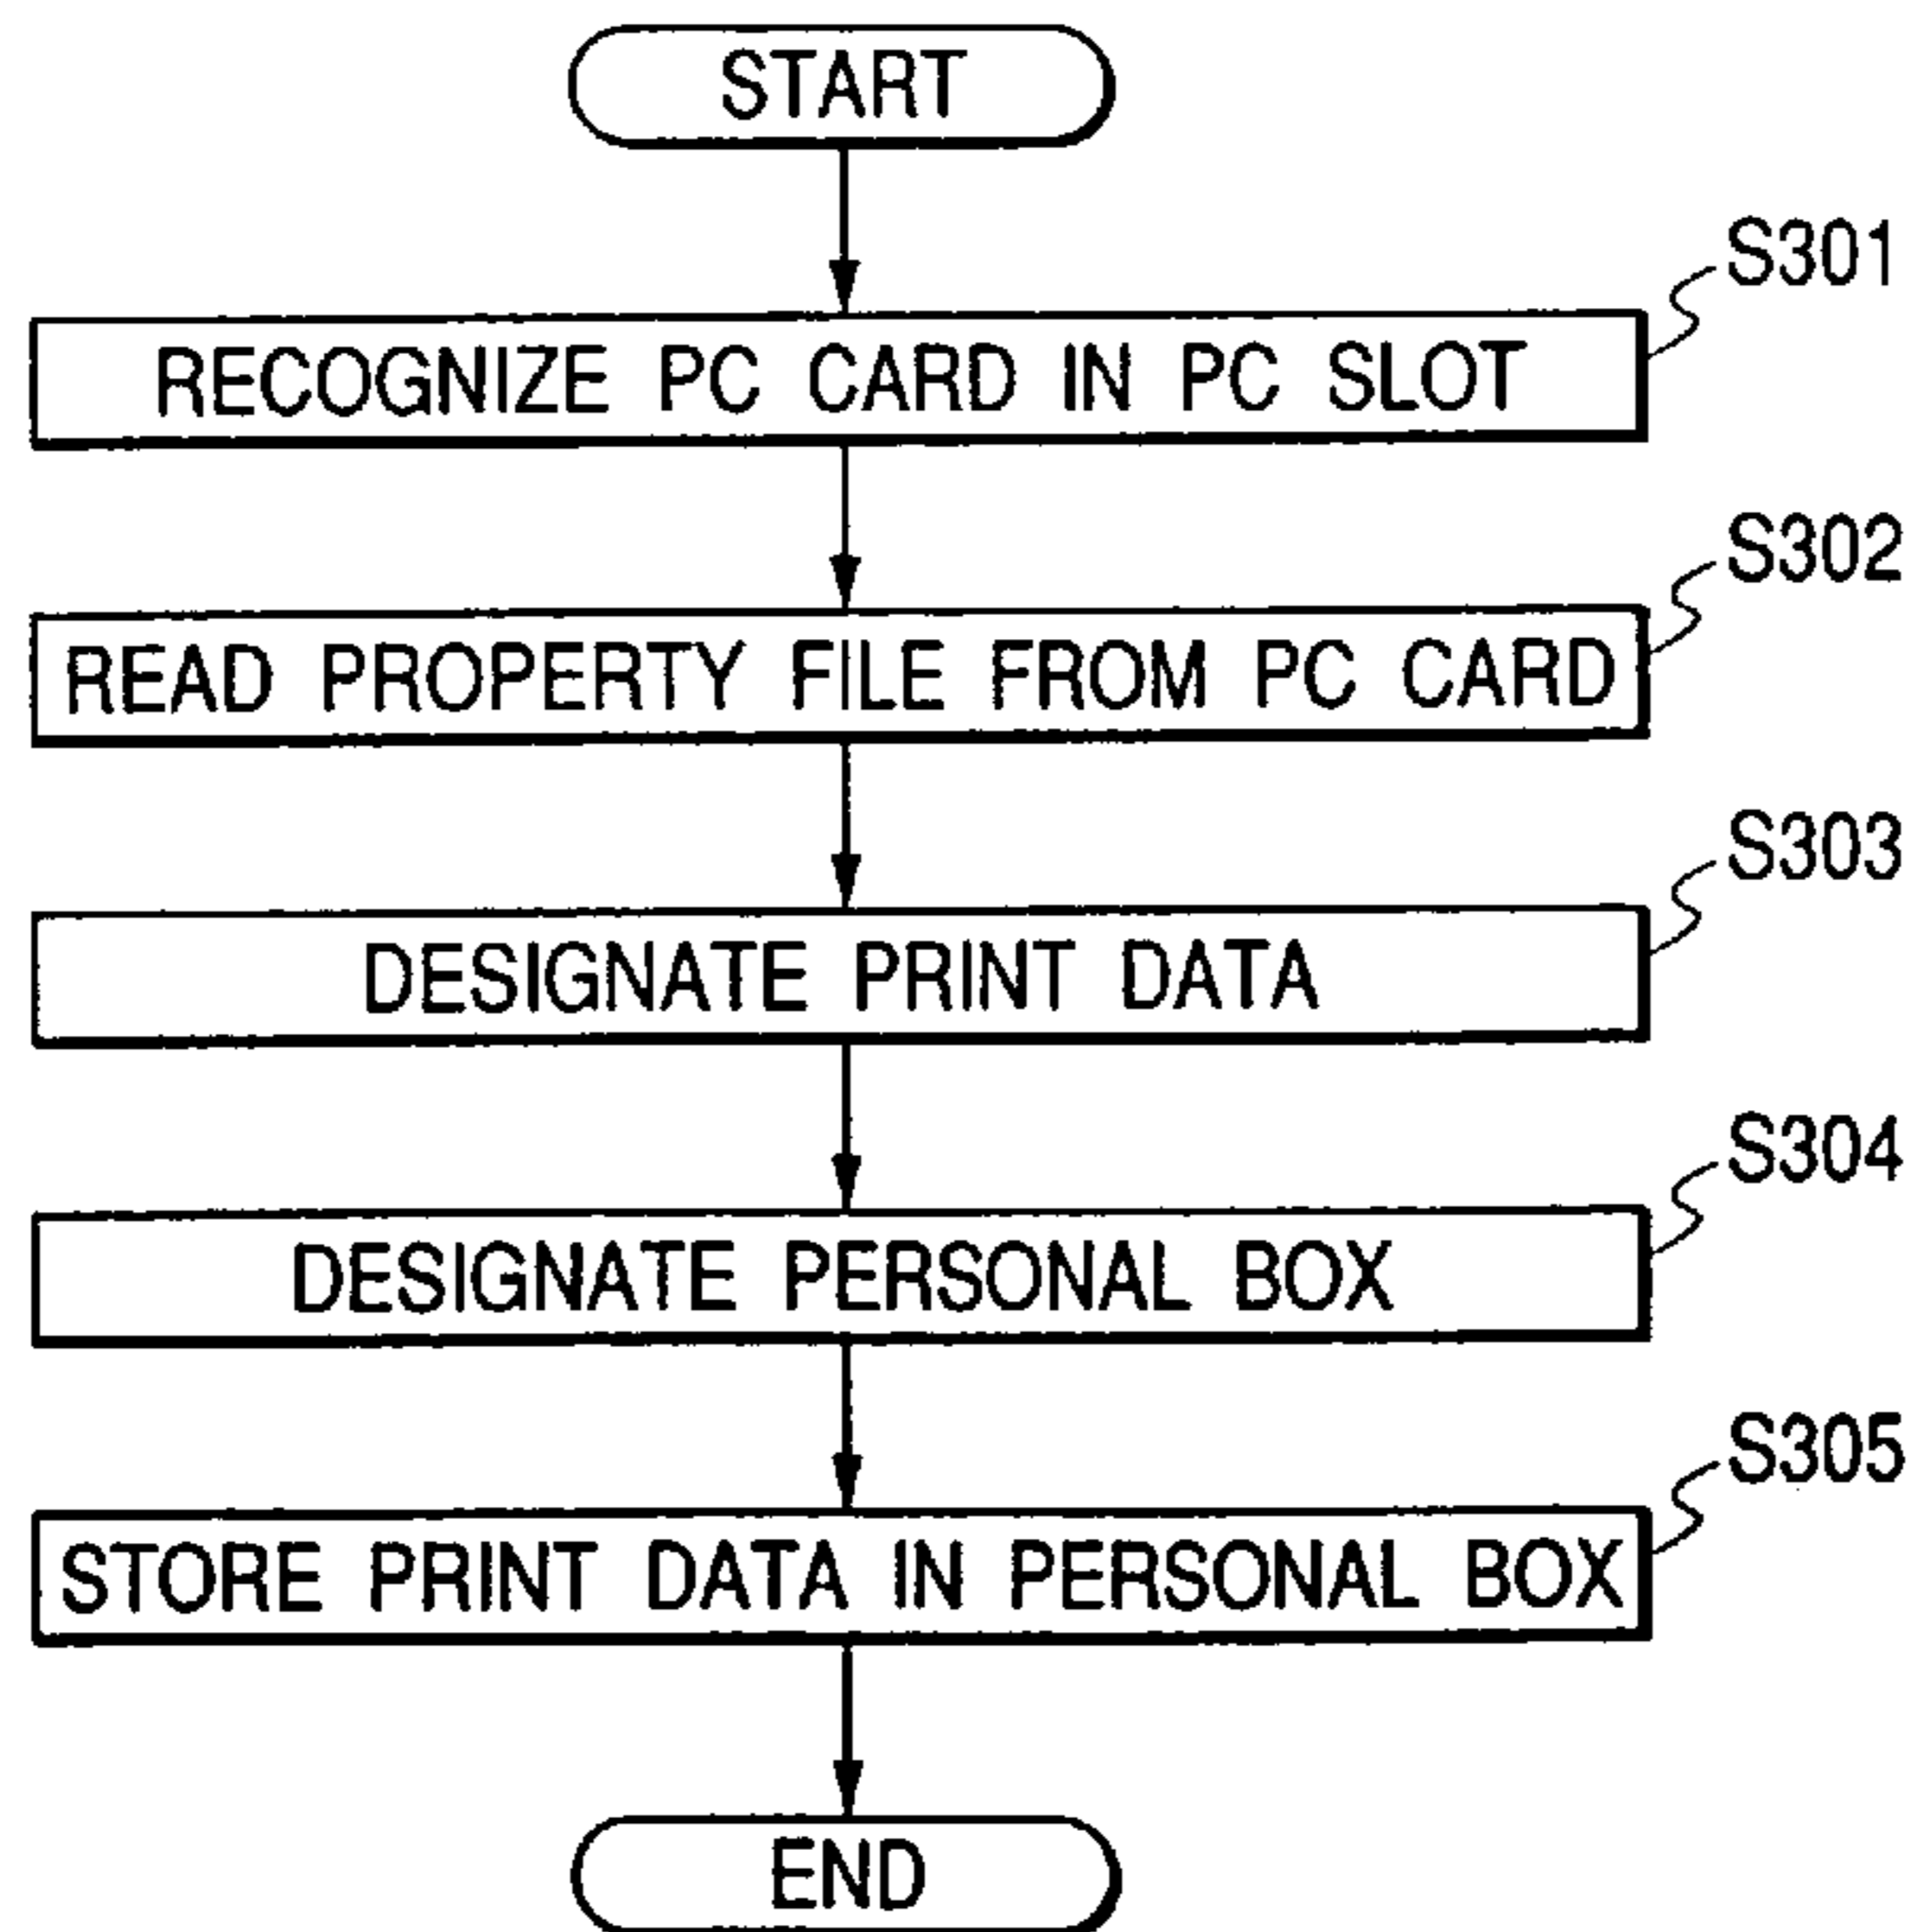 START
S301
RECOGNIZE PC CARD IN PC SLOT
S302
READ PROPERTY FILE FROM PC CARD
S303
DESIGNATE PRINT DATA
S304
DESIGNATE PERSONAL BOX
S305
STORE PRINT DATA IN PERSONAL BOX
END